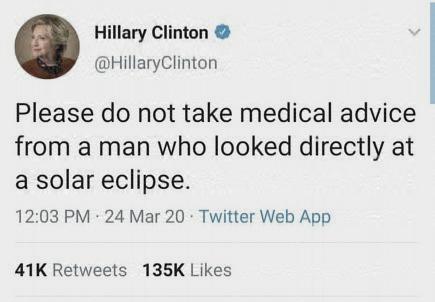 Hillary Clinton
@HillaryClinton
Please do not take medical advice
from a man who looked directly at
a solar eclipse.
12:03 PM · 24 Mar 20 · Twitter Web App
41K Retweets 135K Likes